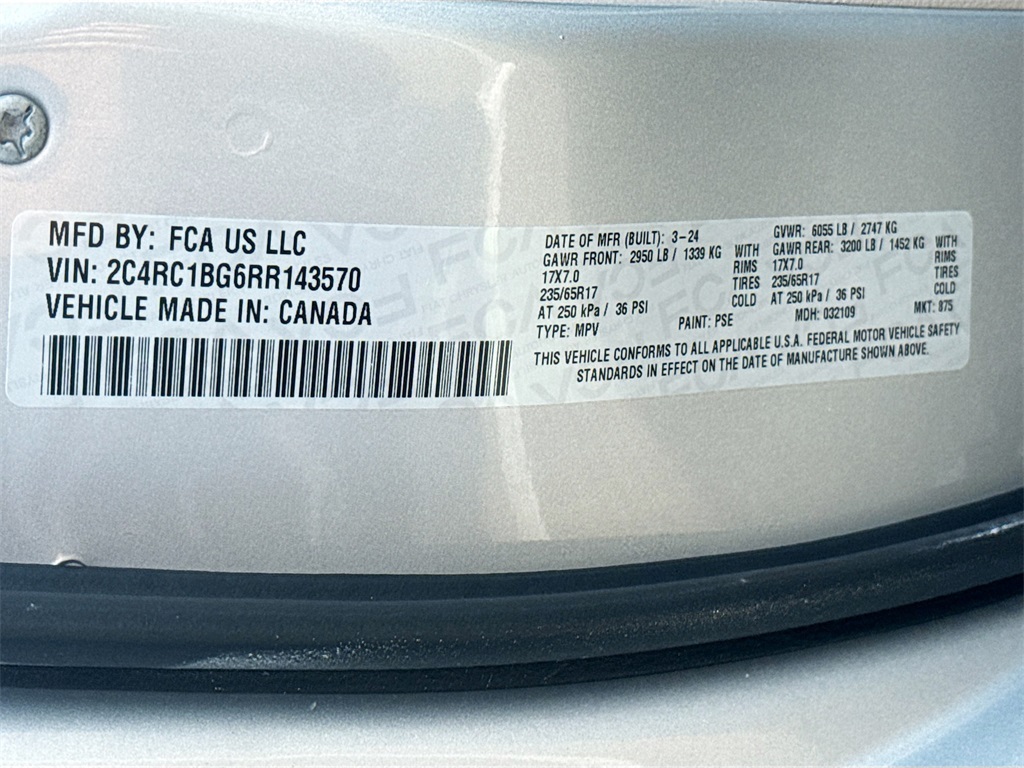 MFD BY: FCA US LLC
VIN: 2C4RC1BG6RR143570
VEHICLE MADE IN: CANADA
DATE OF MFR (BUILT): 3-24
GAWR FRONT: 2950 LB / 1339 KG WITH
17X7.0 RIMS
235/65R17 TIRES
AT 250 kPa / 36 PSI COLD
TYPE: MPV PAINT: PSE
GVWR: 6055 LB / 2747 KG
GAWR REAR: 3200 LB / 1452 KG WITH
17X7.0 RIMS
235/65R17 TIRES
AT 250 kPa / 36 PSI COLD
MDH: 032109 MKT: 875
THIS VEHICLE CONFORMS TO ALL APPLICABLE U.S.A. FEDERAL MOTOR VEHICLE SAFETY
STANDARDS IN EFFECT ON THE DATE OF MANUFACTURE SHOWN ABOVE.